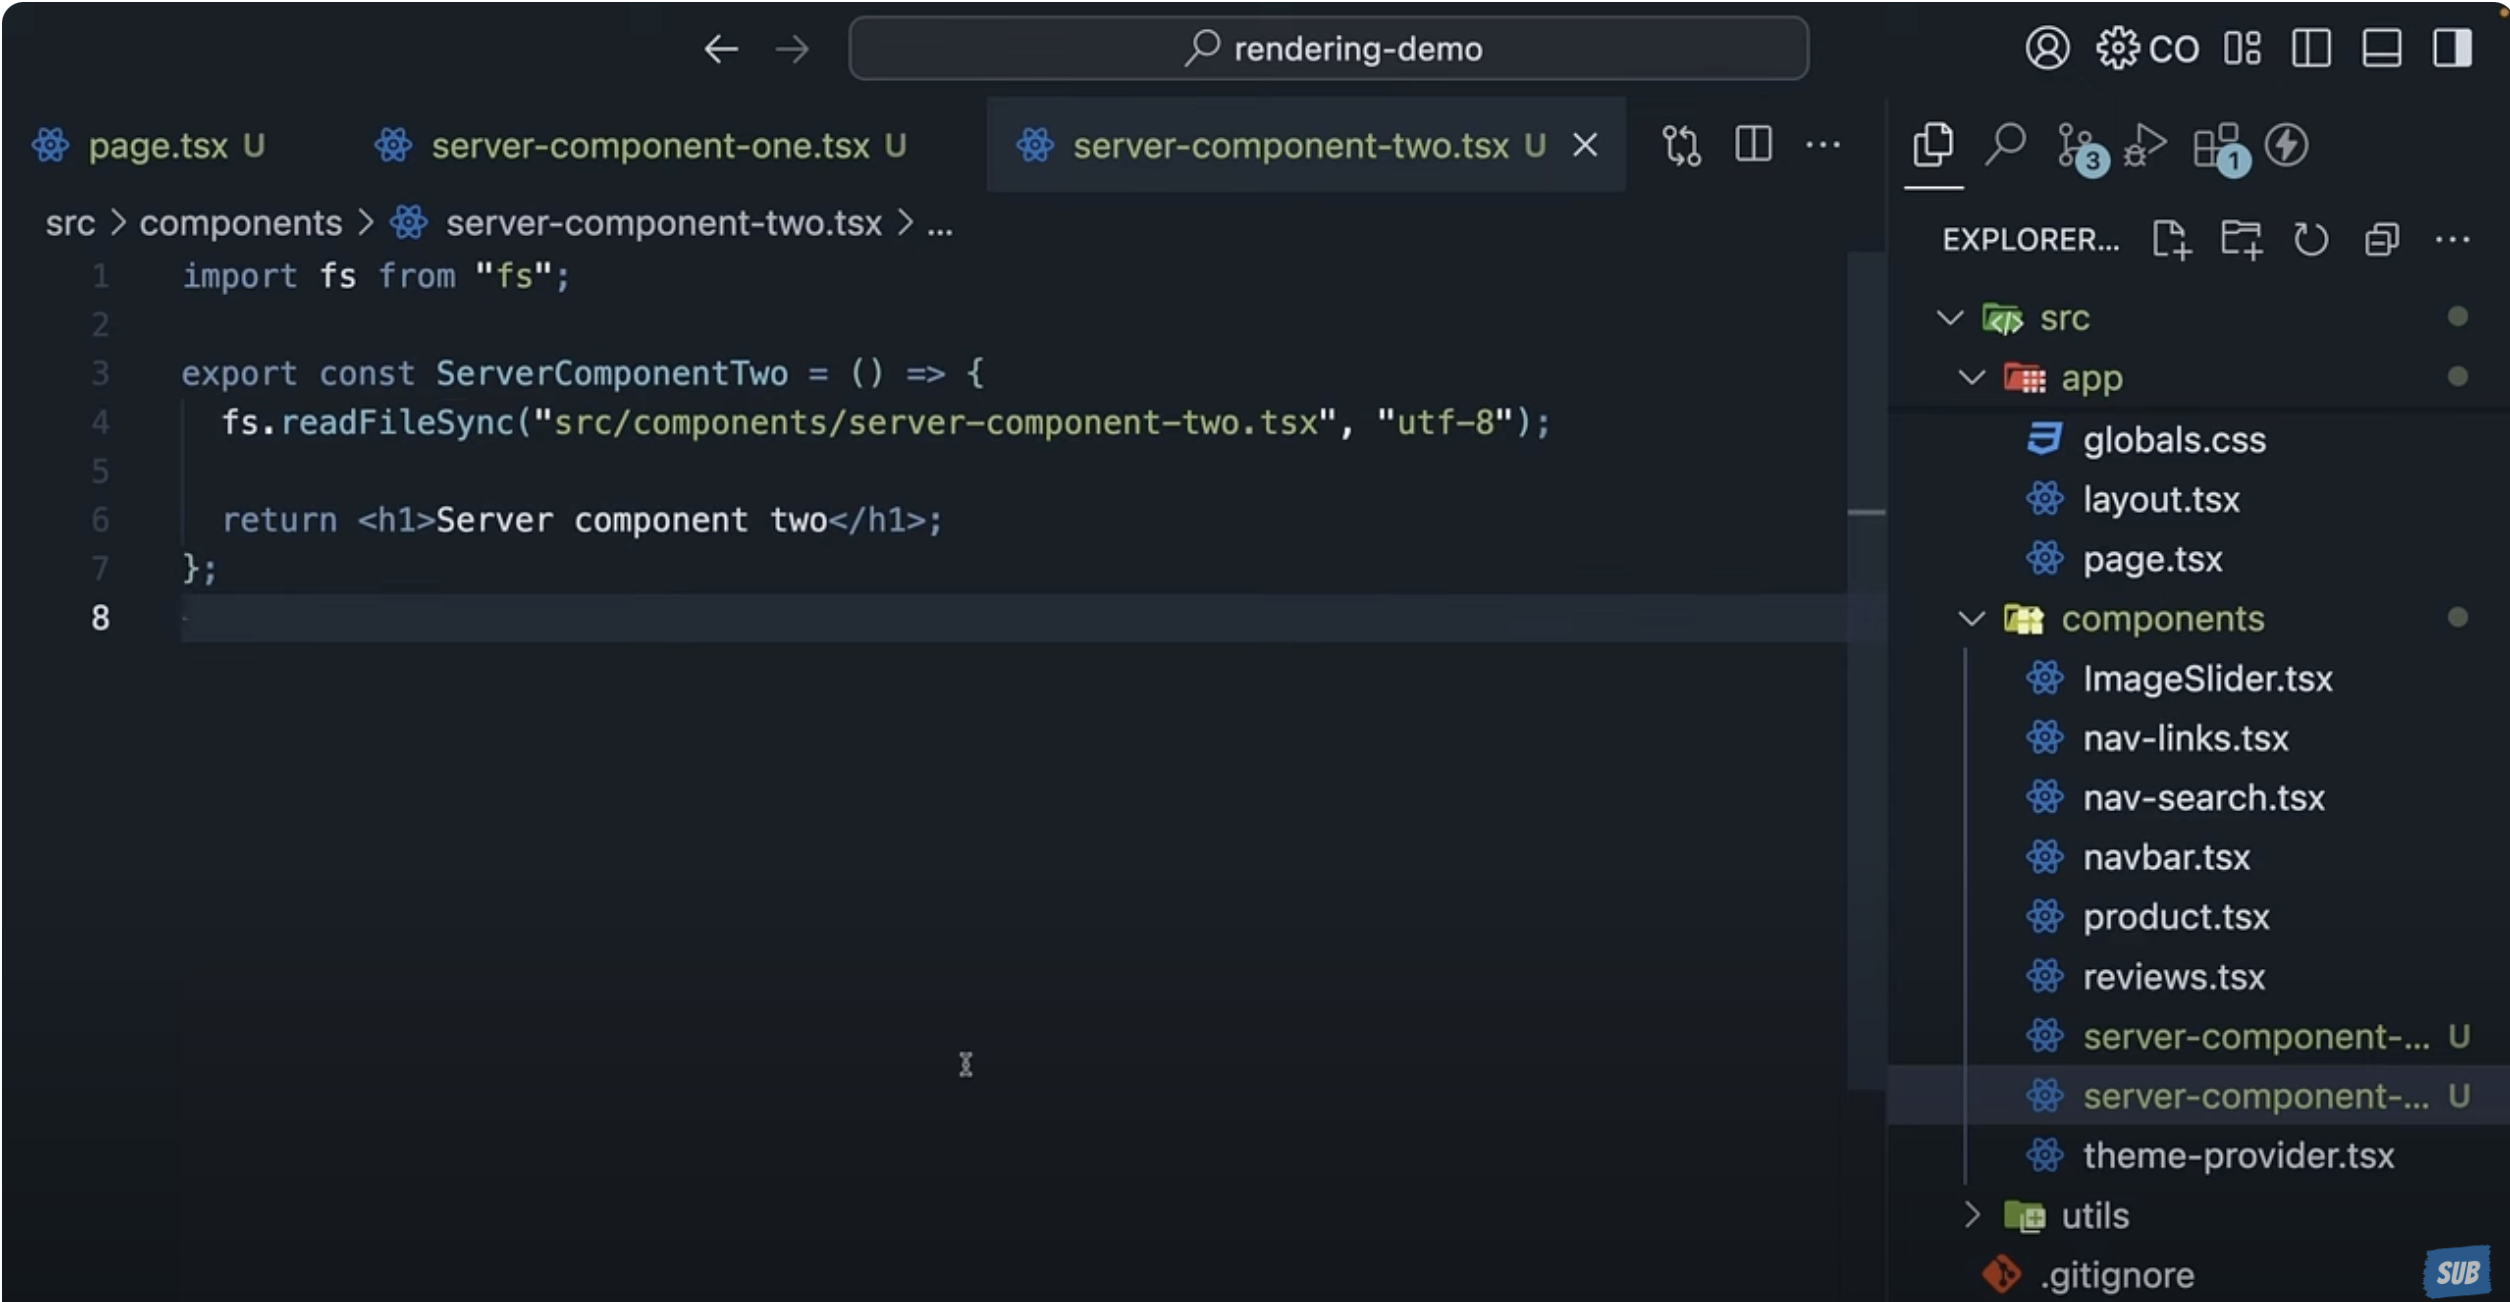 rendering-demo
CO
page.tsx U
server-component-one.tsx U
server-component-two.tsx U
3
1
src > components > server-component-two.tsx > ...
EXPLORER...
1 import fs from "fs";
2
3 export const ServerComponentTwo = () => {
4 fs.readFileSync("src/components/server-component-two.tsx", "utf-8");
5
6 return <h1>Server component two</h1>;
7 };
8
src
app
globals.css
layout.tsx
page.tsx
components
ImageSlider.tsx
nav-links.tsx
nav-search.tsx
navbar.tsx
product.tsx
reviews.tsx
server-component-... U
server-component-... U
theme-provider.tsx
utils
.gitignore
SUB